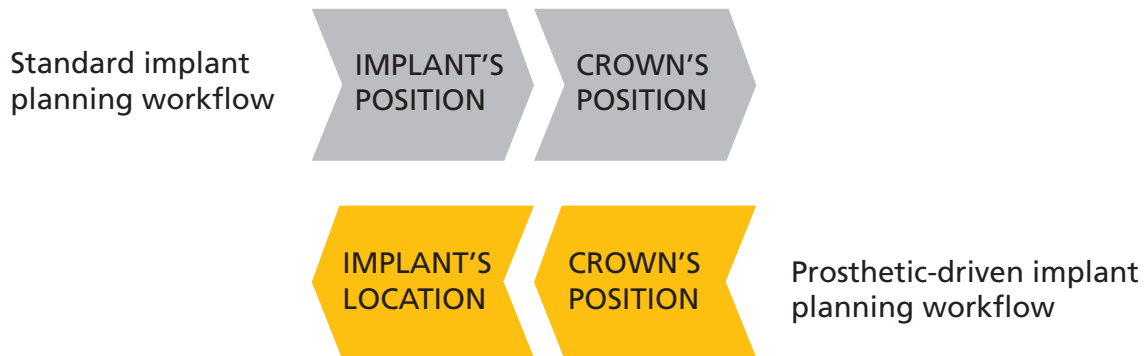 Standard implant
planning workflow
IMPLANT'S
POSITION
CROWN'S
POSITION
IMPLANT'S
LOCATION
CROWN'S
POSITION
Prosthetic-driven implant
planning workflow